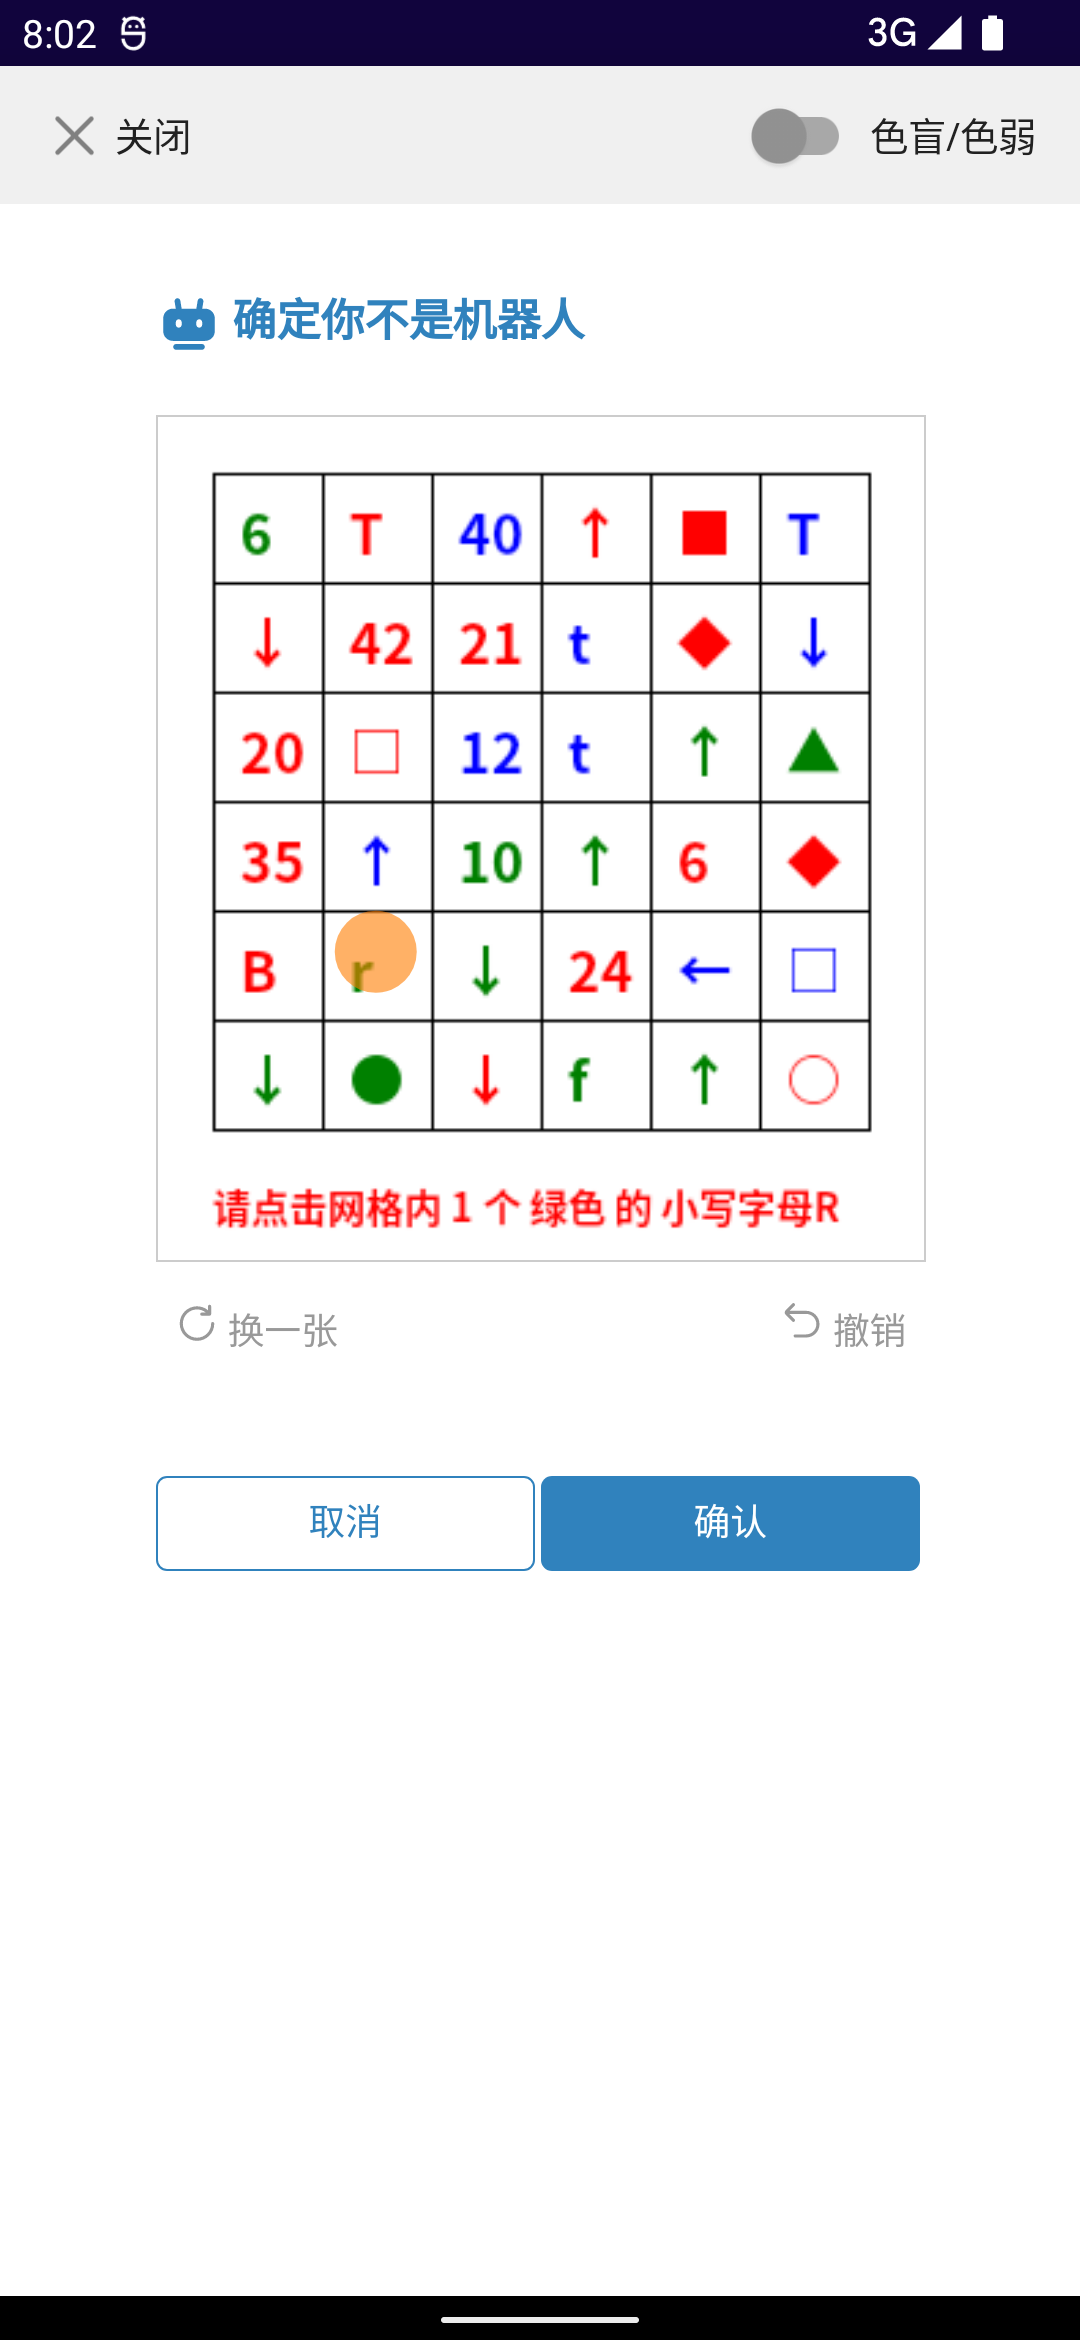 8:02 3G
关闭 色盲/色弱
确定你不是机器人
6 T 40 ↑ ■ T
↓ 42 21 t ◆ ↓
20 □ 12 t ↑ ▲
35 ↑ 10 ↑ 6 ◆
B r ↓ 24 ← □
↓ ● ↓ f ↑ ○
请点击网格内 1 个 绿色 的 小写字母R
换一张 撤销
取消 确认